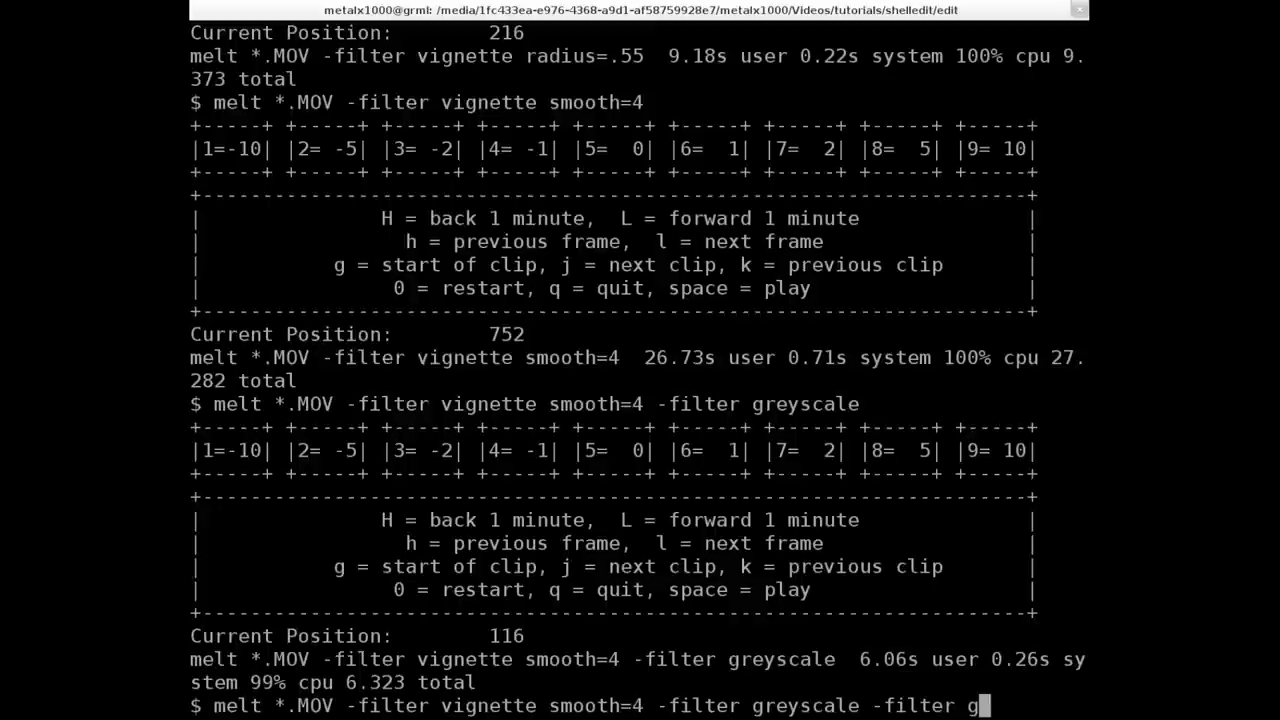 metalx1000@grml: /media/1fc433ea-e976-4368-a9d1-af58759928e7/metalx1000/Videos/tutorials/shelledit/edit
Current Position:        216
melt *.MOV -filter vignette radius=.55  9.18s user 0.22s system 100% cpu 9.
373 total
$ melt *.MOV -filter vignette smooth=4
+-----+ +-----+ +-----+ +-----+ +-----+ +-----+ +-----+ +-----+ +-----+
|1=-10| |2= -5| |3= -2| |4= -1| |5=  0| |6=  1| |7=  2| |8=  5| |9= 10|
+-----+ +-----+ +-----+ +-----+ +-----+ +-----+ +-----+ +-----+ +-----+
+---------------------------------------------------------------------+
|               H = back 1 minute,  L = forward 1 minute              |
|                 h = previous frame,  l = next frame                 |
|           g = start of clip, j = next clip, k = previous clip       |
|                0 = restart, q = quit, space = play                  |
+---------------------------------------------------------------------+
Current Position:        752
melt *.MOV -filter vignette smooth=4  26.73s user 0.71s system 100% cpu 27.
282 total
$ melt *.MOV -filter vignette smooth=4 -filter greyscale
+-----+ +-----+ +-----+ +-----+ +-----+ +-----+ +-----+ +-----+ +-----+
|1=-10| |2= -5| |3= -2| |4= -1| |5=  0| |6=  1| |7=  2| |8=  5| |9= 10|
+-----+ +-----+ +-----+ +-----+ +-----+ +-----+ +-----+ +-----+ +-----+
+---------------------------------------------------------------------+
|               H = back 1 minute,  L = forward 1 minute              |
|                 h = previous frame,  l = next frame                 |
|           g = start of clip, j = next clip, k = previous clip       |
|                0 = restart, q = quit, space = play                  |
+---------------------------------------------------------------------+
Current Position:        116
melt *.MOV -filter vignette smooth=4 -filter greyscale  6.06s user 0.26s sy
stem 99% cpu 6.323 total
$ melt *.MOV -filter vignette smooth=4 -filter greyscale -filter g